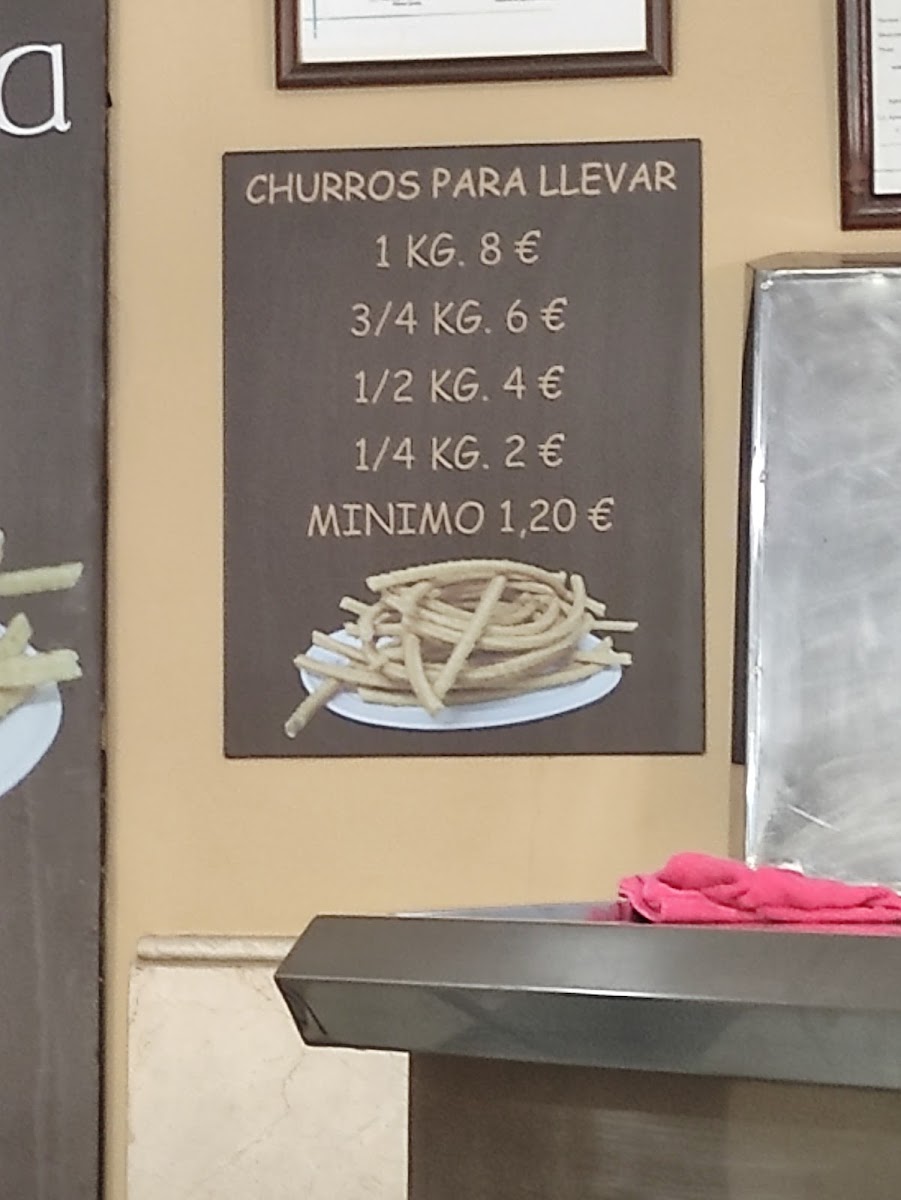 a
CHURROS PARA LLEVAR
1 KG. 8 €
3/4 KG. 6 €
1/2 KG. 4 €
1/4 KG. 2 €
MINIMO 1,20 €